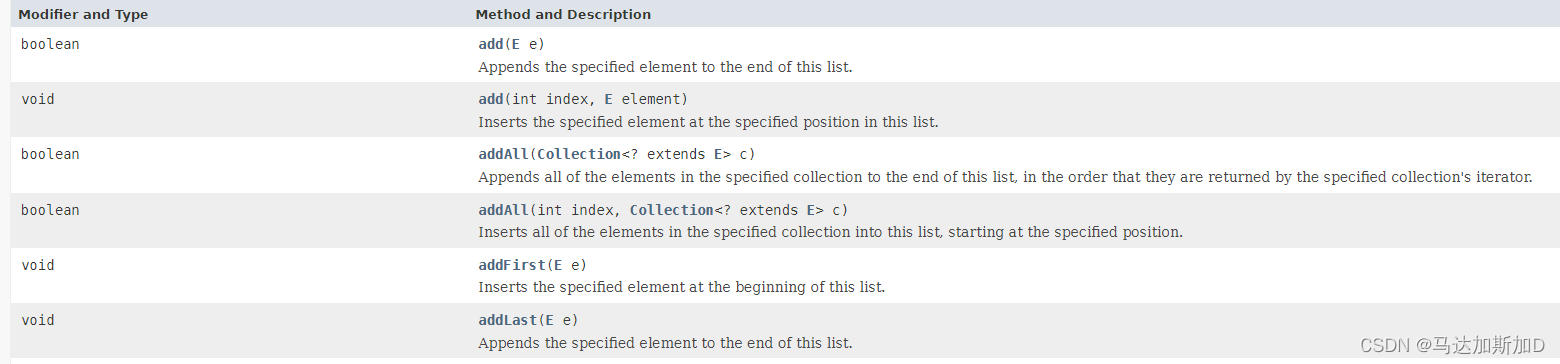 Modifier and Type Method and Description
boolean add(E e)
Appends the specified element to the end of this list.
void add(int index, E element)
Inserts the specified element at the specified position in this list.
boolean addAll(Collection<? extends E> c)
Appends all of the elements in the specified collection to the end of this list, in the order that they are returned by the specified collection's iterator.
boolean addAll(int index, Collection<? extends E> c)
Inserts all of the elements in the specified collection into this list, starting at the specified position.
void addFirst(E e)
Inserts the specified element at the beginning of this list.
void addLast(E e)
Appends the specified element to the end of this list.
CSDN @马达加斯加D